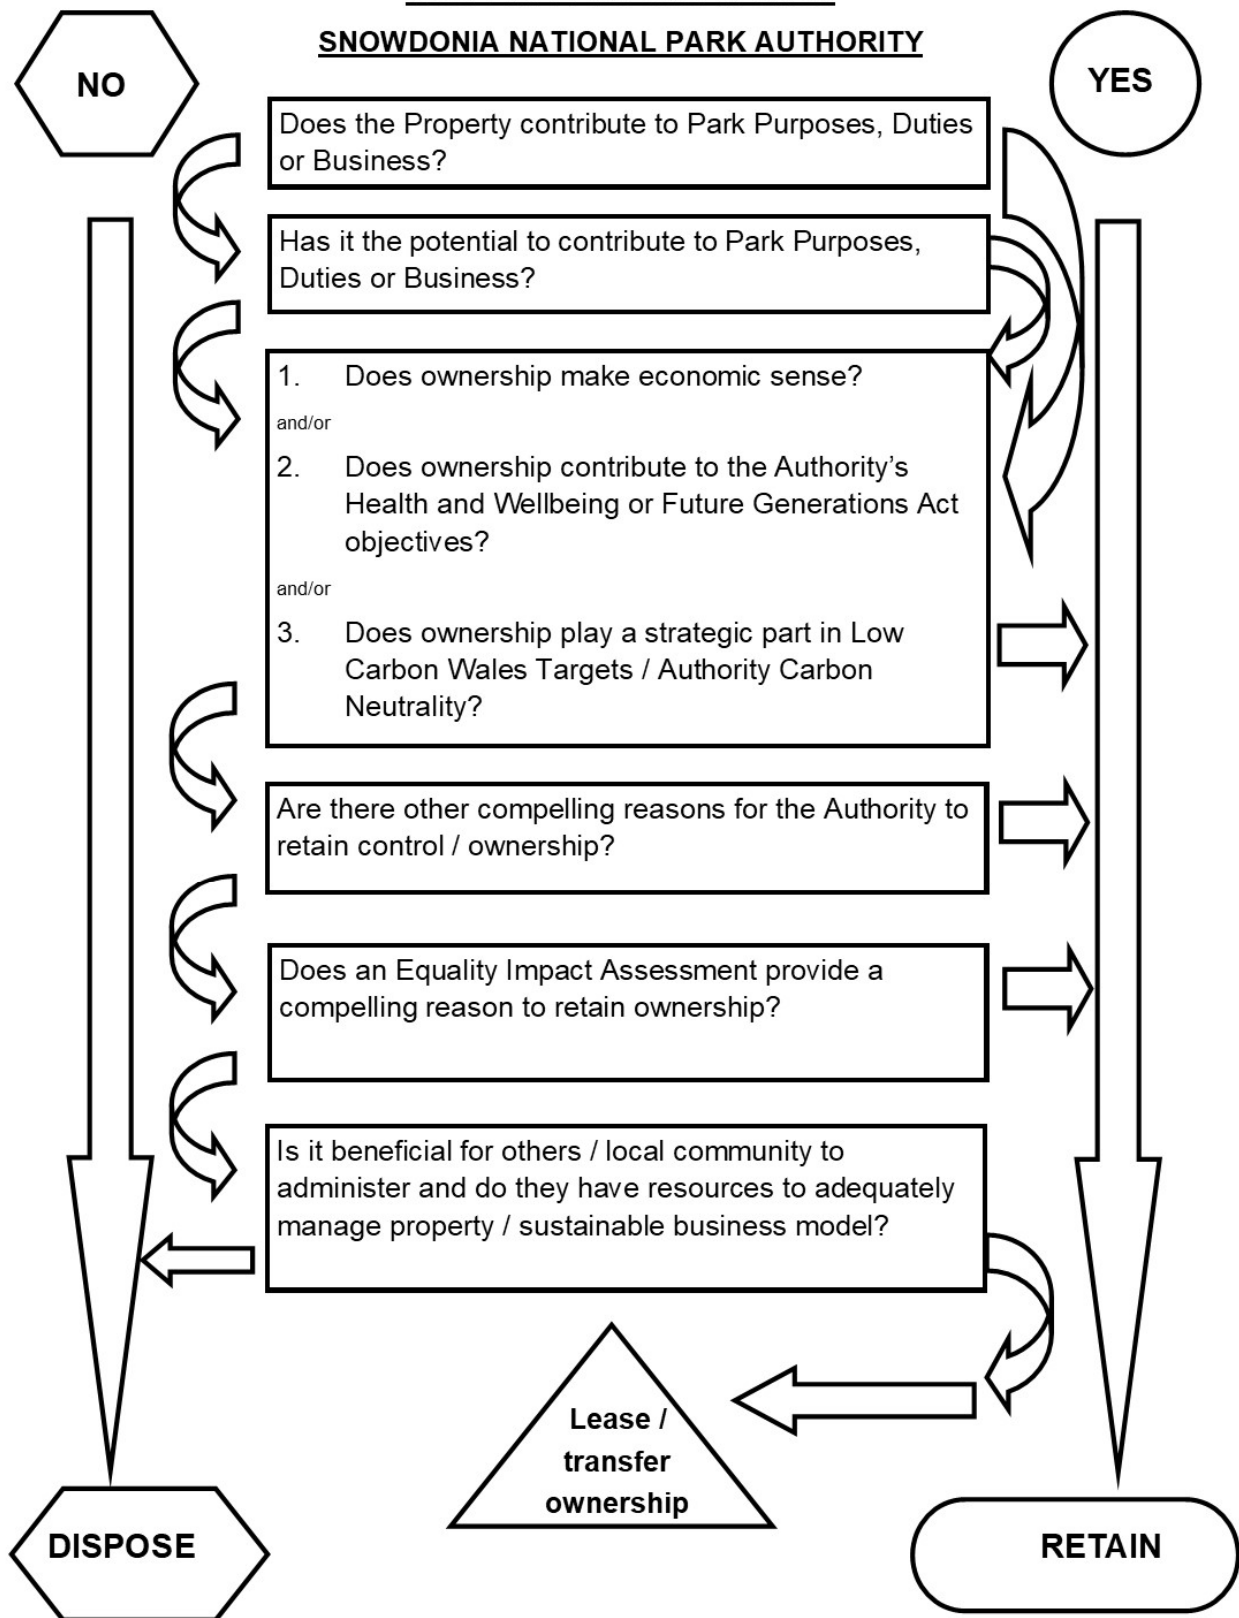 SNOWDONIA NATIONAL PARK AUTHORITY
NO
YES
Does the Property contribute to Park Purposes, Duties
or Business?
Has it the potential to contribute to Park Purposes,
Duties or Business?
1. Does ownership make economic sense?
and/or
2. Does ownership contribute to the Authority’s
Health and Wellbeing or Future Generations Act
objectives?
and/or
3. Does ownership play a strategic part in Low
Carbon Wales Targets / Authority Carbon
Neutrality?
Are there other compelling reasons for the Authority to
retain control / ownership?
Does an Equality Impact Assessment provide a
compelling reason to retain ownership?
Is it beneficial for others / local community to
administer and do they have resources to adequately
manage property / sustainable business model?
Lease /
transfer
ownership
DISPOSE
RETAIN